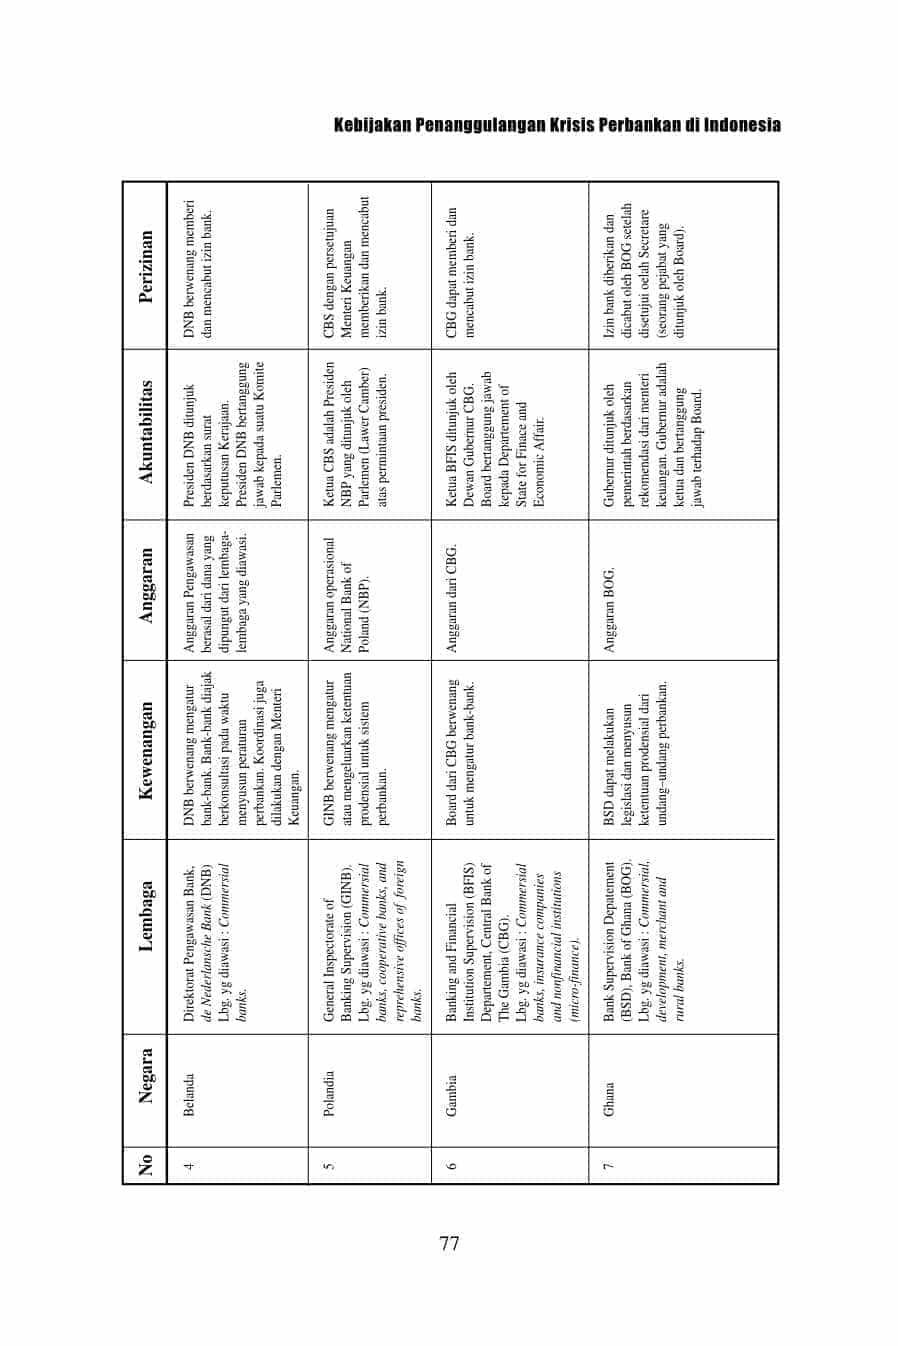 Kebijakan Penanggulangan Krisis Perbankan di Indonesia
No
Negara
Lembaga
Kewenangan
Anggaran
Akuntabilitas
Perizinan
4
Belanda
Direktorat Pengawasan Bank,
de Nederlansche Bank (DNB)
Lbg. yg diawasi : Commersial
banks.
DNB berwenang mengatur
bank-bank. Bank-bank diajak
berkonsultasi pada waktu
menyusun peraturan
perbankan. Koordinasi juga
dilakukan dengan Menteri
Keuangan.
Anggaran Pengawasan
berasal dari dana yang
dipungut dari lembaga-
lembaga yang diawasi.
Presiden DNB ditunjuk
berdasarkan surat
keputusan Kerajaan.
Presiden DNB bertanggung
jawab kepada suatu Komite
Parlemen.
DNB berwenang memberi
dan mencabut izin bank.
5
Polandia
General Inspectorate of
Banking Supervision (GINB).
Lbg. yg diawasi : Commersial
banks, cooperative banks, and
reprehensive offices of foreign
banks.
GINB berwenang mengatur
atau mengeluarkan ketentuan
prodensial untuk sistem
perbankan.
Anggaran operasional
National Bank of
Poland (NBP).
Ketua CBS adalah Presiden
NBP yang ditunjuk oleh
Parlemen (Lawer Camber)
atas permintaan presiden.
CBS dengan persetujuan
Menteri Keuangan
memberikan dan mencabut
izin bank.
6
Gambia
Banking and Financial
Institution Supervision (BFIS)
Departement, Central Bank of
The Gambia (CBG).
Lbg. yg diawasi : Commersial
banks, insurance companies
and nonfinancial institutions
(micro-finance).
Board dari CBG berwenang
untuk mengatur bank-bank.
Anggaran dari CBG.
Ketua BFIS ditunjuk oleh
Dewan Gubernur CBG.
Board bertanggung jawab
kepada Departement of
State for Finnace and
Economic Affair.
CBG dapat memberi dan
mencabut izin bank.
7
Ghana
Bank Supervision Depatement
(BSD), Bank of Ghana (BOG).
Lbg. yg diawasi : Commersial,
development, merchant and
rural banks.
BSD dapat melakukan
legislasi dan menyusun
ketentuan prodensial dari
undang–undang perbankan.
Anggaran BOG.
Gubernur ditunjuk oleh
pemerintah berdasarkan
rekomendasi dari menteri
keuangan. Gubernur adalah
ketua dan bertanggung
jawab terhadap Board.
Izin bank diberikan dan
dicabut oleh BOG setelah
disetujui oelah Secretare
(seorang pejabat yang
ditunjuk oleh Board).
77